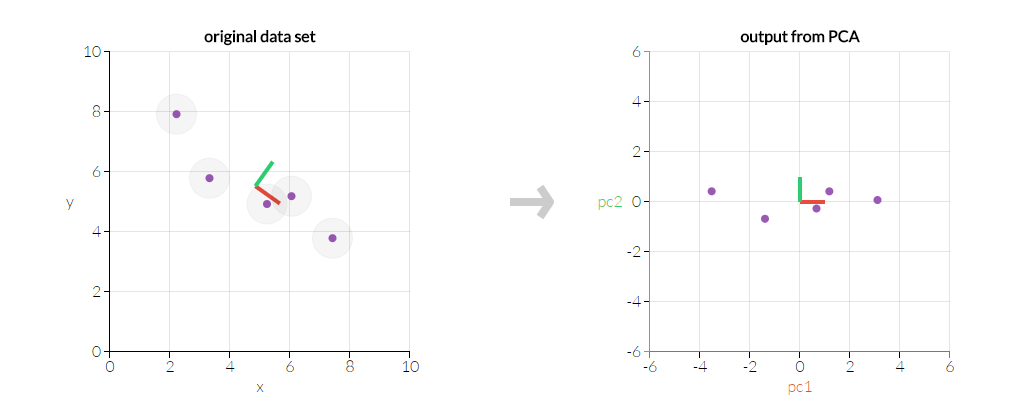 original data set
output from PCA
10
8
6
4
2
0
y
0 2 4 6 8 10
x
6
4
2
pc2 0
-2
-4
-6
-6 -4 -2 0 2 4 6
pc1